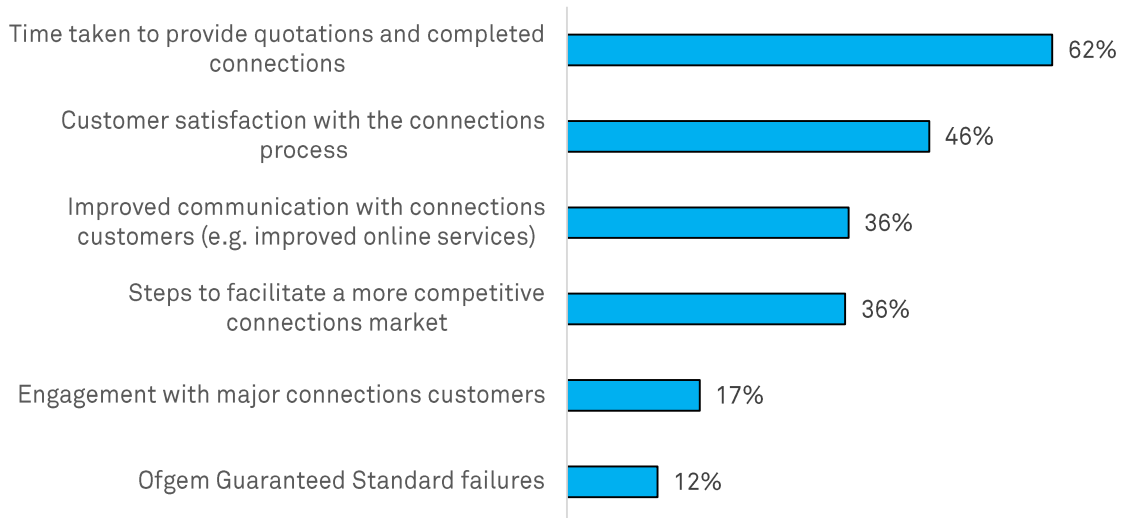 Time taken to provide quotations and completed
connections
62%
Customer satisfaction with the connections
process
46%
Improved communication with connections
customers (e.g. improved online services)
36%
Steps to facilitate a more competitive
connections market
36%
Engagement with major connections customers
17%
Ofgem Guaranteed Standard failures
12%